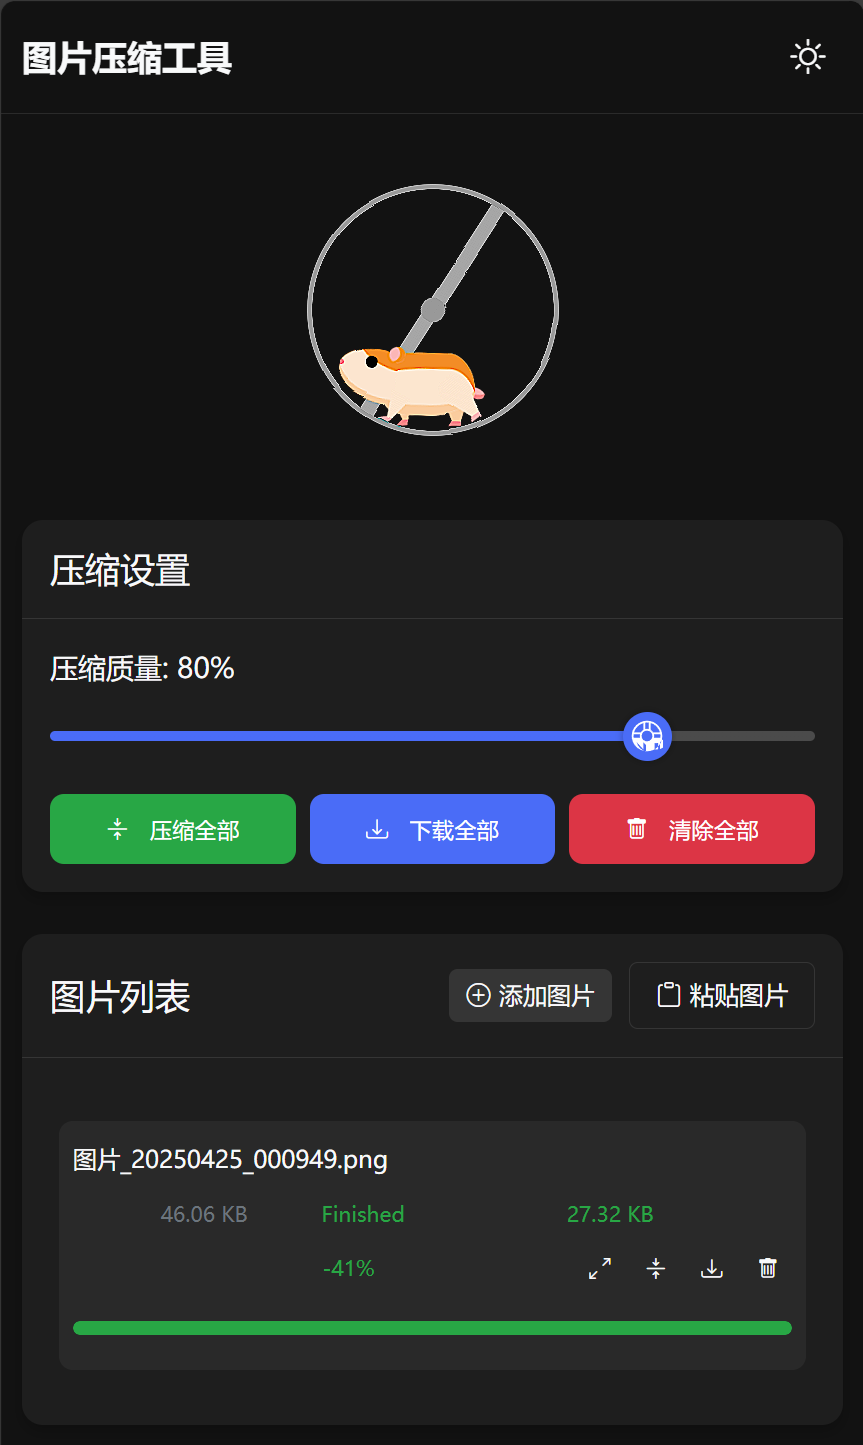 图片压缩工具
压缩设置
压缩质量: 80%
压缩全部 下载全部 清除全部
图片列表 添加图片 粘贴图片
图片_20250425_000949.png
46.06 KB Finished 27.32 KB
-41%